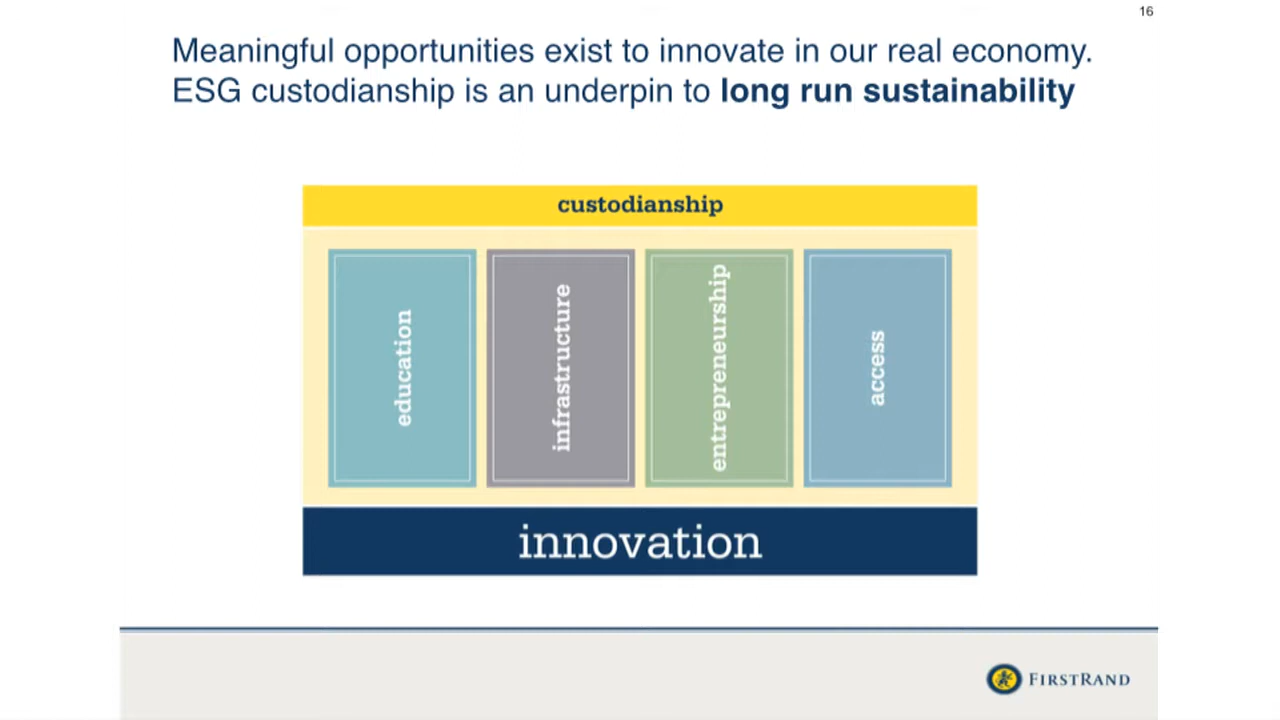 16
Meaningful opportunities exist to innovate in our real economy.
ESG custodianship is an underpin to long run sustainability
custodianship
education
infrastructure
entrepreneurship
access
innovation
FIRSTRAND